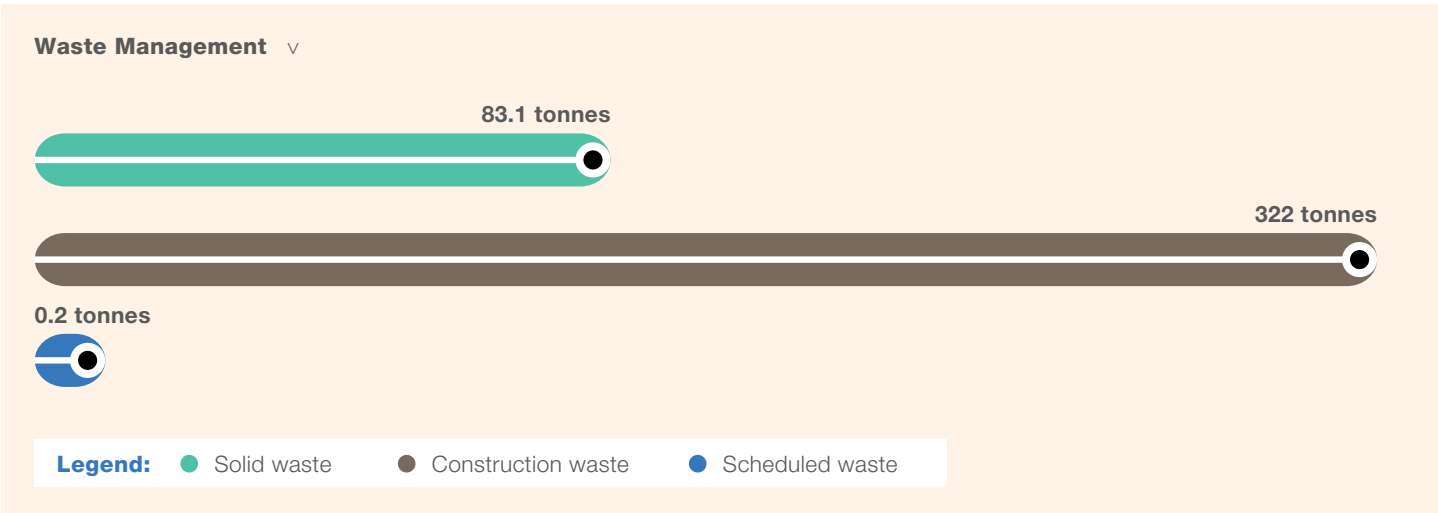 Waste Management v
83.1 tonnes
322 tonnes
0.2 tonnes
Legend: Solid waste Construction waste Scheduled waste